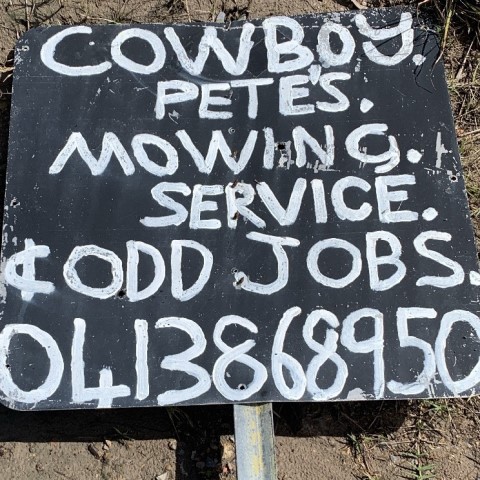 COWBOY.
PETE'S.
MOWING.
SERVICE.
¢ ODD JOBS.
0413868950